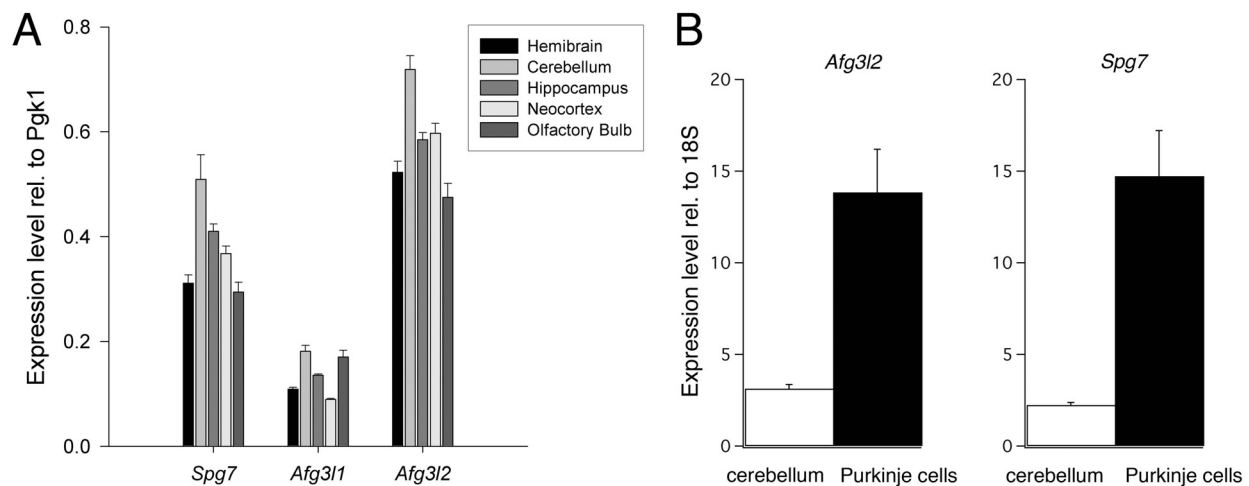 A
Expression level rel. to Pgk1
0.8
0.6
0.4
0.2
0.0
Hemibrain
Cerebellum
Hippocampus
Neocortex
Olfactory Bulb
Spg7 Afg3l1 Afg3l2
B
Afg3l2
Expression level rel. to 18S
20
15
10
5
0
cerebellum Purkinje cells
Spg7
20
15
10
5
0
cerebellum Purkinje cells